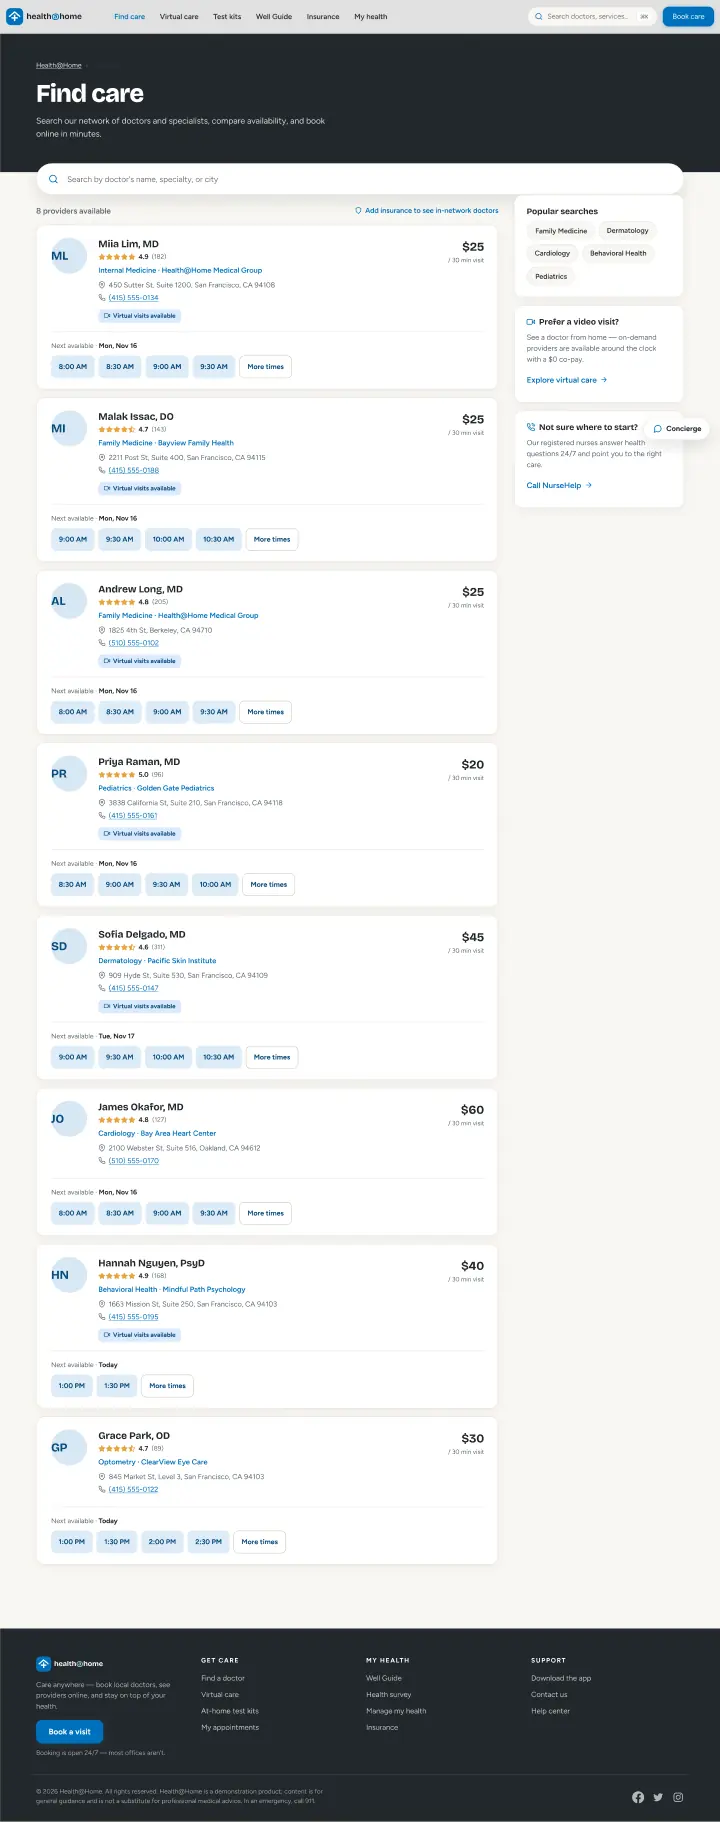 health@home
Find care
Virtual care
Test kits
Well Guide
Insurance
My health
Search doctors, services...
⌘K
Book care
Health@Home ›
Find care
Search our network of doctors and specialists, compare availability, and book
online in minutes.
Search by doctor's name, specialty, or city
8 providers available
Add insurance to see in-network doctors
ML
Miia Lim, MD
4.9 (182)
Internal Medicine · Health@Home Medical Group
450 Sutter St, Suite 1200, San Francisco, CA 94108
(415) 555-0134
Virtual visits available
$25
/ 30 min visit
Next available · Mon, Nov 16
8:00 AM
8:30 AM
9:00 AM
9:30 AM
More times
MI
Malak Issac, DO
4.7 (143)
Family Medicine · Bayview Family Health
2211 Post St, Suite 400, San Francisco, CA 94115
(415) 555-0188
Virtual visits available
$25
/ 30 min visit
Next available · Mon, Nov 16
9:00 AM
9:30 AM
10:00 AM
10:30 AM
More times
AL
Andrew Long, MD
4.8 (205)
Family Medicine · Health@Home Medical Group
1825 4th St, Berkeley, CA 94710
(510) 555-0102
Virtual visits available
$25
/ 30 min visit
Next available · Mon, Nov 16
8:00 AM
8:30 AM
9:00 AM
9:30 AM
More times
PR
Priya Raman, MD
5.0 (96)
Pediatrics · Golden Gate Pediatrics
3838 California St, Suite 210, San Francisco, CA 94118
(415) 555-0161
Virtual visits available
$20
/ 30 min visit
Next available · Mon, Nov 16
8:30 AM
9:00 AM
9:30 AM
10:00 AM
More times
SD
Sofia Delgado, MD
4.6 (311)
Dermatology · Pacific Skin Institute
909 Hyde St, Suite 530, San Francisco, CA 94109
(415) 555-0147
Virtual visits available
$45
/ 30 min visit
Next available · Tue, Nov 17
9:00 AM
9:30 AM
10:00 AM
10:30 AM
More times
JO
James Okafor, MD
4.8 (127)
Cardiology · Bay Area Heart Center
2100 Webster St, Suite 516, Oakland, CA 94612
(510) 555-0170
$60
/ 30 min visit
Next available · Mon, Nov 16
8:00 AM
8:30 AM
9:00 AM
9:30 AM
More times
HN
Hannah Nguyen, PsyD
4.9 (168)
Behavioral Health · Mindful Path Psychology
1663 Mission St, Suite 250, San Francisco, CA 94103
(415) 555-0195
Virtual visits available
$40
/ 30 min visit
Next available · Today
1:00 PM
1:30 PM
More times
GP
Grace Park, OD
4.7 (89)
Optometry · ClearView Eye Care
845 Market St, Level 3, San Francisco, CA 94103
(415) 555-0122
$30
/ 30 min visit
Next available · Today
1:00 PM
1:30 PM
2:00 PM
2:30 PM
More times
Popular searches
Family Medicine
Dermatology
Cardiology
Behavioral Health
Pediatrics
Prefer a video visit?
See a doctor from home — on-demand
providers are available around the clock
with a $0 co-pay.
Explore virtual care →
Not sure where to start?
Our registered nurses answer health
questions 24/7 and point you to the right
care.
Call NurseHelp →
Concierge
health@home
Care anywhere — book local doctors, see
providers online, and stay on top of your
health.
Book a visit
Booking is open 24/7 — most offices aren't.
GET CARE
Find a doctor
Virtual care
At-home test kits
My appointments
MY HEALTH
Well Guide
Health survey
Manage my health
Insurance
SUPPORT
Download the app
Contact us
Help center
© 2026 Health@Home. All rights reserved. Health@Home is a demonstration product; content is for
general guidance and is not a substitute for professional medical advice. In an emergency, call 911.